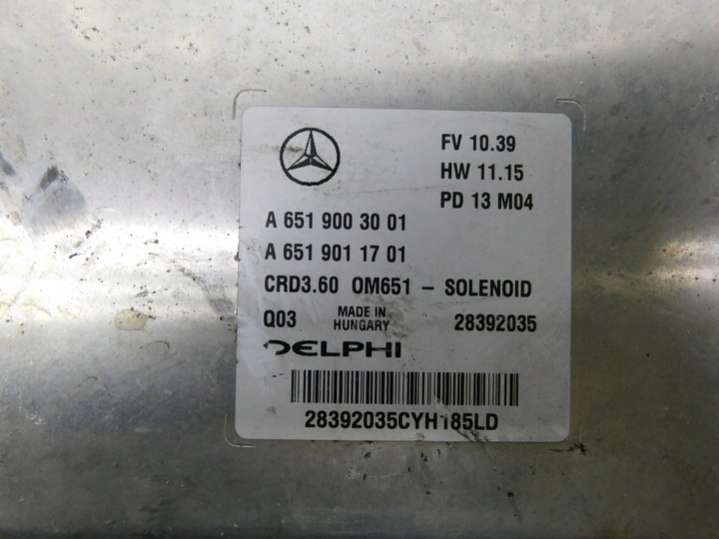 FV 10.39
HW 11.15
PD 13 M04
A 651 900 30 01
A 651 901 17 01
CRD3.60 OM651 – SOLENOID
Q03 MADE IN HUNGARY 28392035
DELPHI
28392035CYH185LD